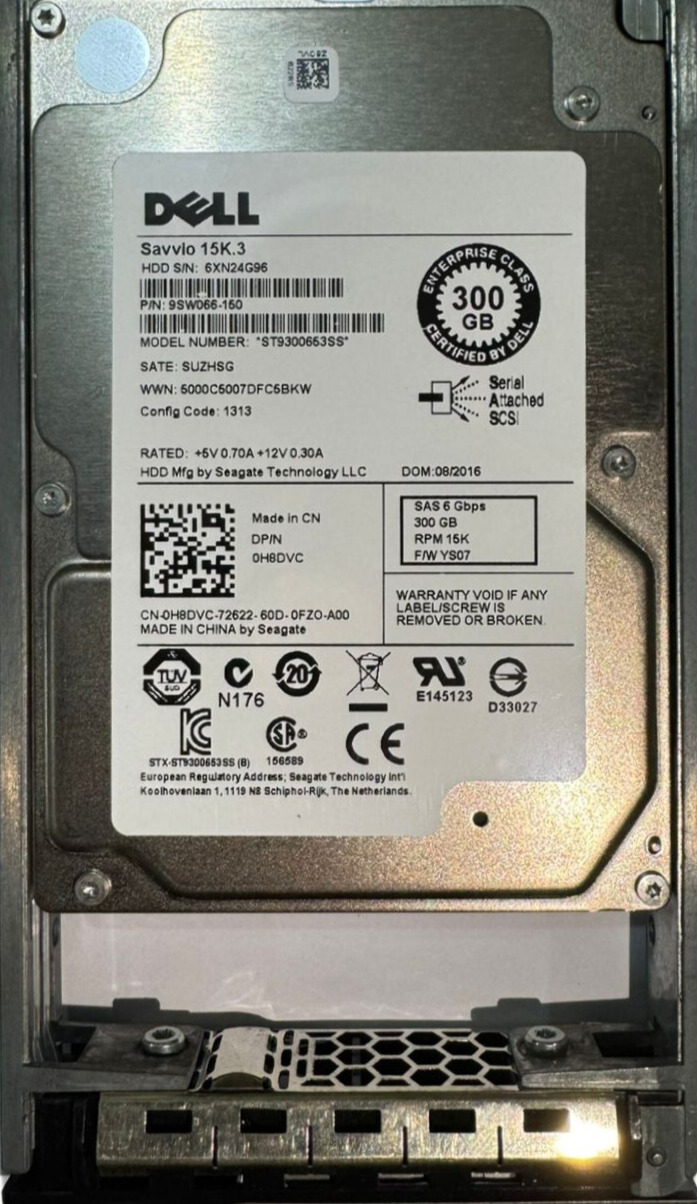 DELL
Savvio 15K.3
HDD S/N: 6XN24G96
P/N: 9SW066-150
MODEL NUMBER: "ST9300653SS"
SATE: SUZHSG
WWN: 5000C5007DFC5BKW
Config Code: 1313
ENTERPRISE CLASS
300
GB
CERTIFIED BY DELL
Serial
Attached
SCSI
RATED: +5V 0.70A +12V 0.30A
HDD Mfg by Seagate Technology LLC
DOM:08/2016
Made in CN
DP/N
0H8DVC
CN-0H8DVC-72622-60D-0FZ0-A00
MADE IN CHINA by Seagate
SAS 6 Gbps
300 GB
RPM 15K
F/W YS07
WARRANTY VOID IF ANY
LABEL/SCREW IS
REMOVED OR BROKEN.
TUV
SUD
N176
20
E145123
D33027
STX-ST9300653SS (B)
156589
European Regulatory Address; Seagate Technology Int'l
Koolhovenlaan 1, 1119 NS Schiphol-Rijk, The Netherlands.